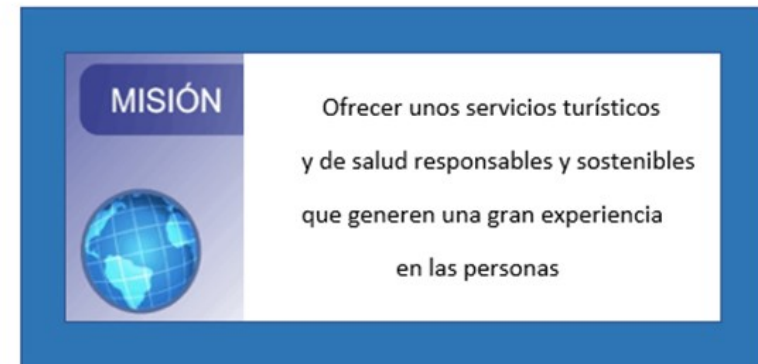 MISIÓN
Ofrecer unos servicios turísticos
y de salud responsables y sostenibles
que generen una gran experiencia
en las personas